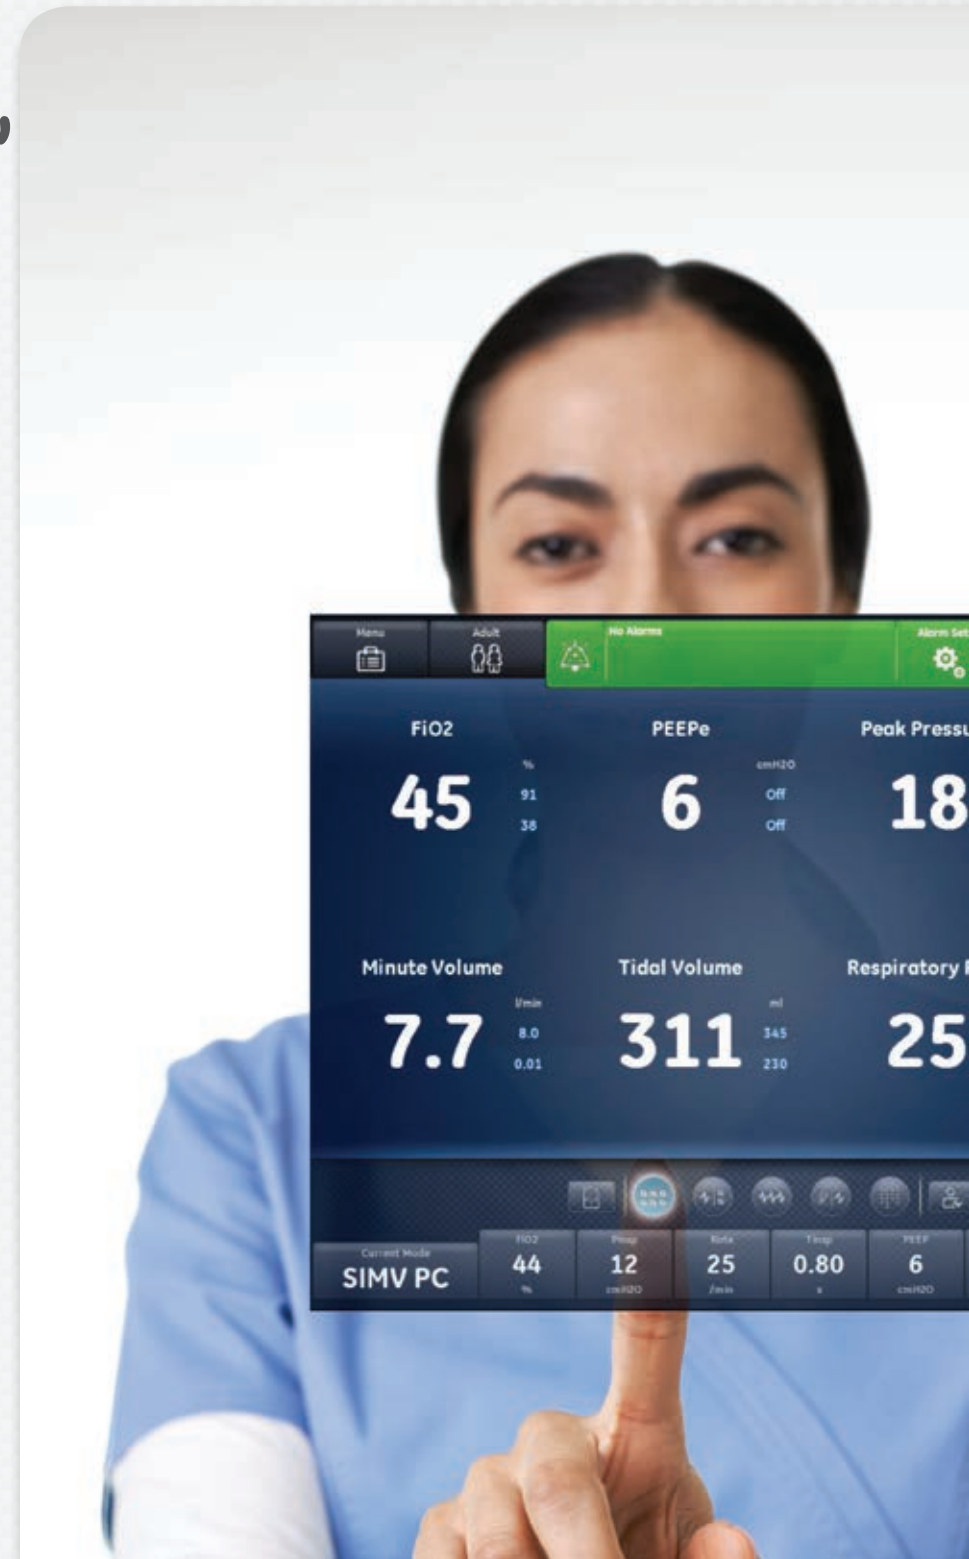 Menu
Adult
No Alarms
Alarm Set
FiO2
PEEPe
Peak Pressu
%
cmH2O
45
91
6
Off
18
38
Off
Minute Volume
Tidal Volume
Respiratory R
l/min
ml
7.7
8.0
311
345
25
0.01
230
Current Mode
SIMV PC
FiO2
44
%
Pinsp
12
cmH2O
Rate
25
/min
Tinsp
0.80
s
PEEP
6
cmH2O